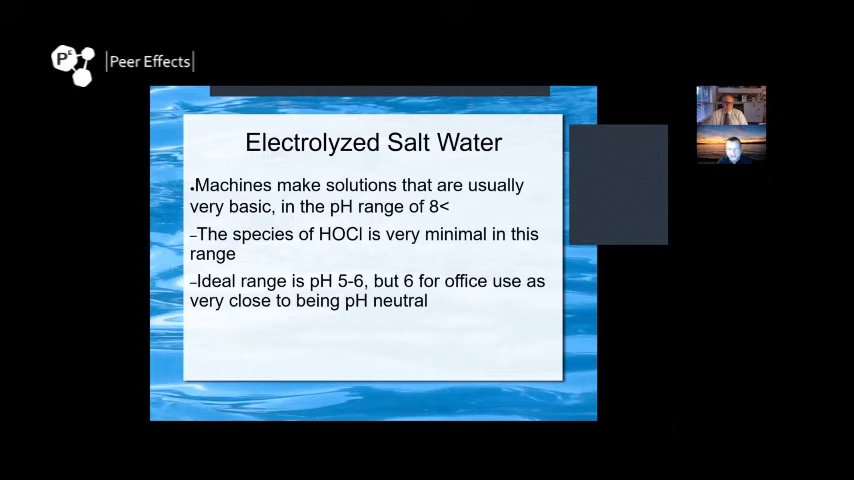 PE
|Peer Effects|
Electrolyzed Salt Water
•Machines make solutions that are usually
very basic, in the pH range of 8<
–The species of HOCl is very minimal in this
range
–Ideal range is pH 5-6, but 6 for office use as
very close to being pH neutral